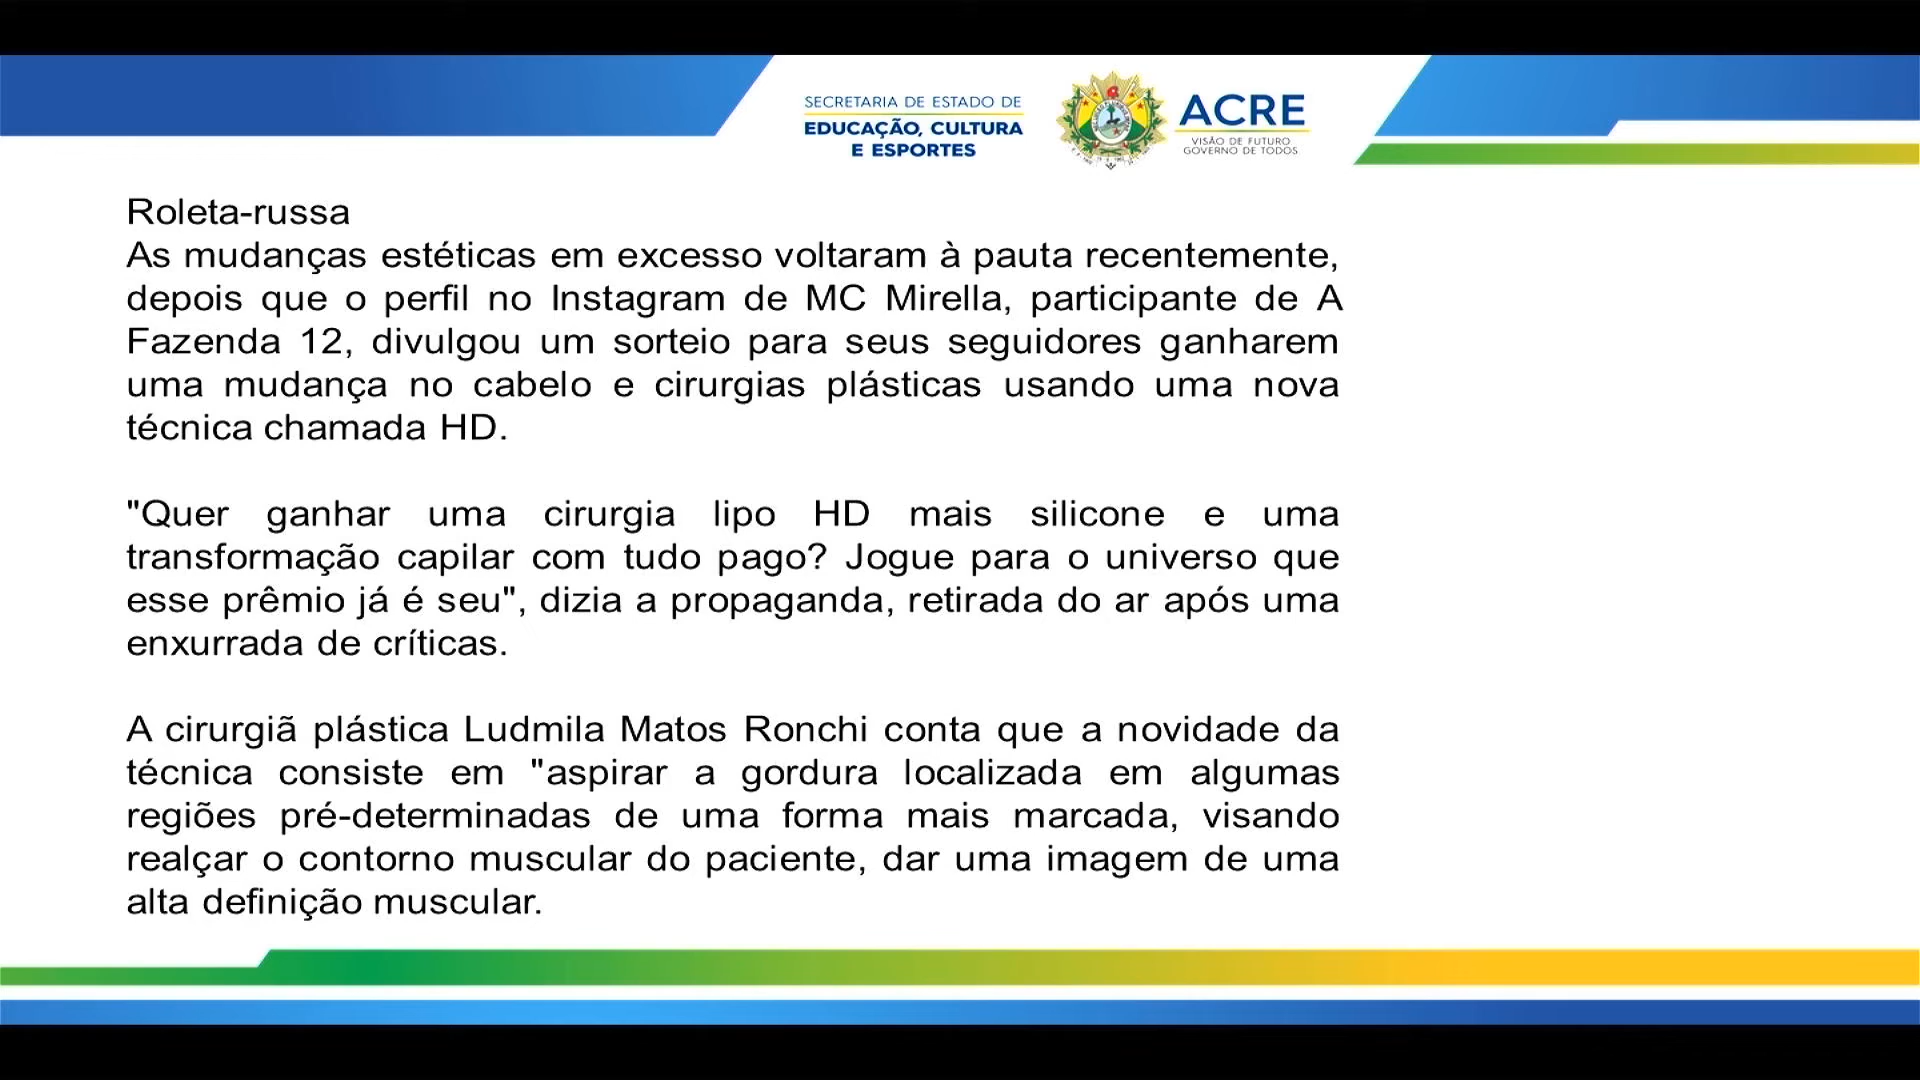 SECRETARIA DE ESTADO DE
EDUCAÇÃO, CULTURA
E ESPORTES
ACRE
VISÃO DE FUTURO
GOVERNO DE TODOS
Roleta-russa
As mudanças estéticas em excesso voltaram à pauta recentemente,
depois que o perfil no Instagram de MC Mirella, participante de A
Fazenda 12, divulgou um sorteio para seus seguidores ganharem
uma mudança no cabelo e cirurgias plásticas usando uma nova
técnica chamada HD.
"Quer ganhar uma cirurgia lipo HD mais silicone e uma
transformação capilar com tudo pago? Jogue para o universo que
esse prêmio já é seu", dizia a propaganda, retirada do ar após uma
enxurrada de críticas.
A cirurgiã plástica Ludmila Matos Ronchi conta que a novidade da
técnica consiste em "aspirar a gordura localizada em algumas
regiões pré-determinadas de uma forma mais marcada, visando
realçar o contorno muscular do paciente, dar uma imagem de uma
alta definição muscular.